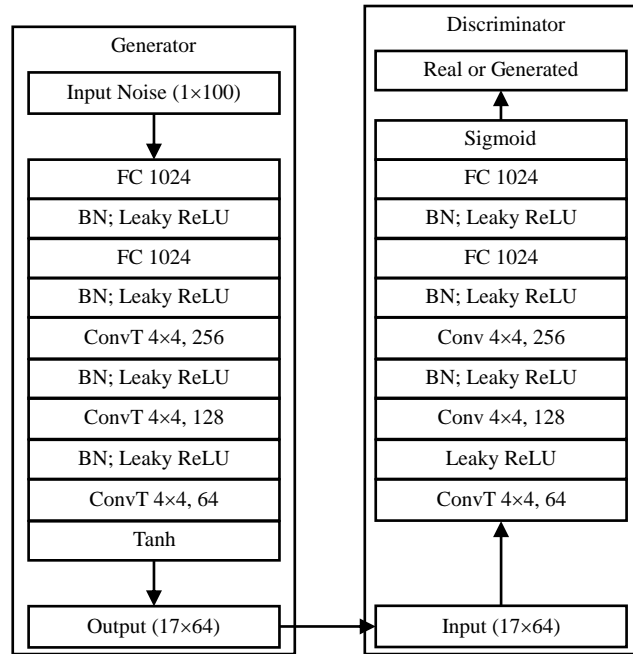 Generator
Input Noise (1×100)
FC 1024
BN; Leaky ReLU
FC 1024
BN; Leaky ReLU
ConvT 4×4, 256
BN; Leaky ReLU
ConvT 4×4, 128
BN; Leaky ReLU
ConvT 4×4, 64
Tanh
Output (17×64)
Discriminator
Real or Generated
Sigmoid
FC 1024
BN; Leaky ReLU
FC 1024
BN; Leaky ReLU
Conv 4×4, 256
BN; Leaky ReLU
Conv 4×4, 128
Leaky ReLU
ConvT 4×4, 64
Input (17×64)